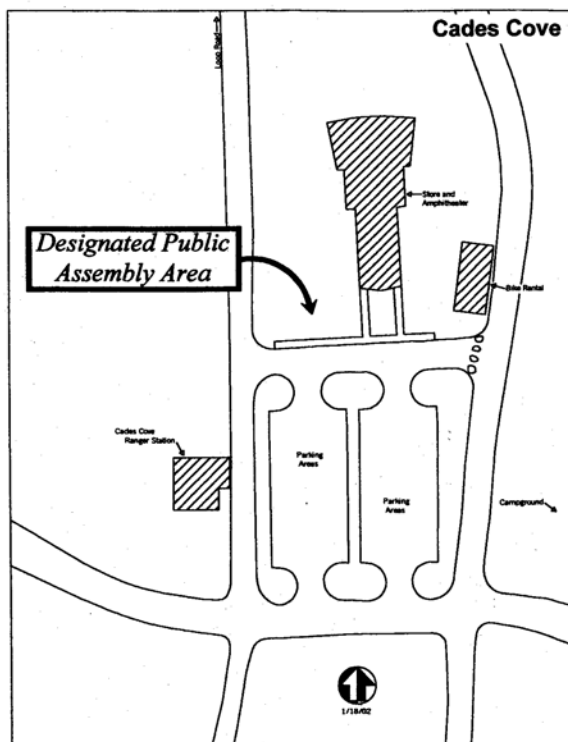 Cades Cove
Loop Road
Store and
Amphitheater
Designated Public
Assembly Area
Bike Rental
Cades Cove
Ranger Station
Parking
Areas
Parking
Areas
Campground
1/18/02